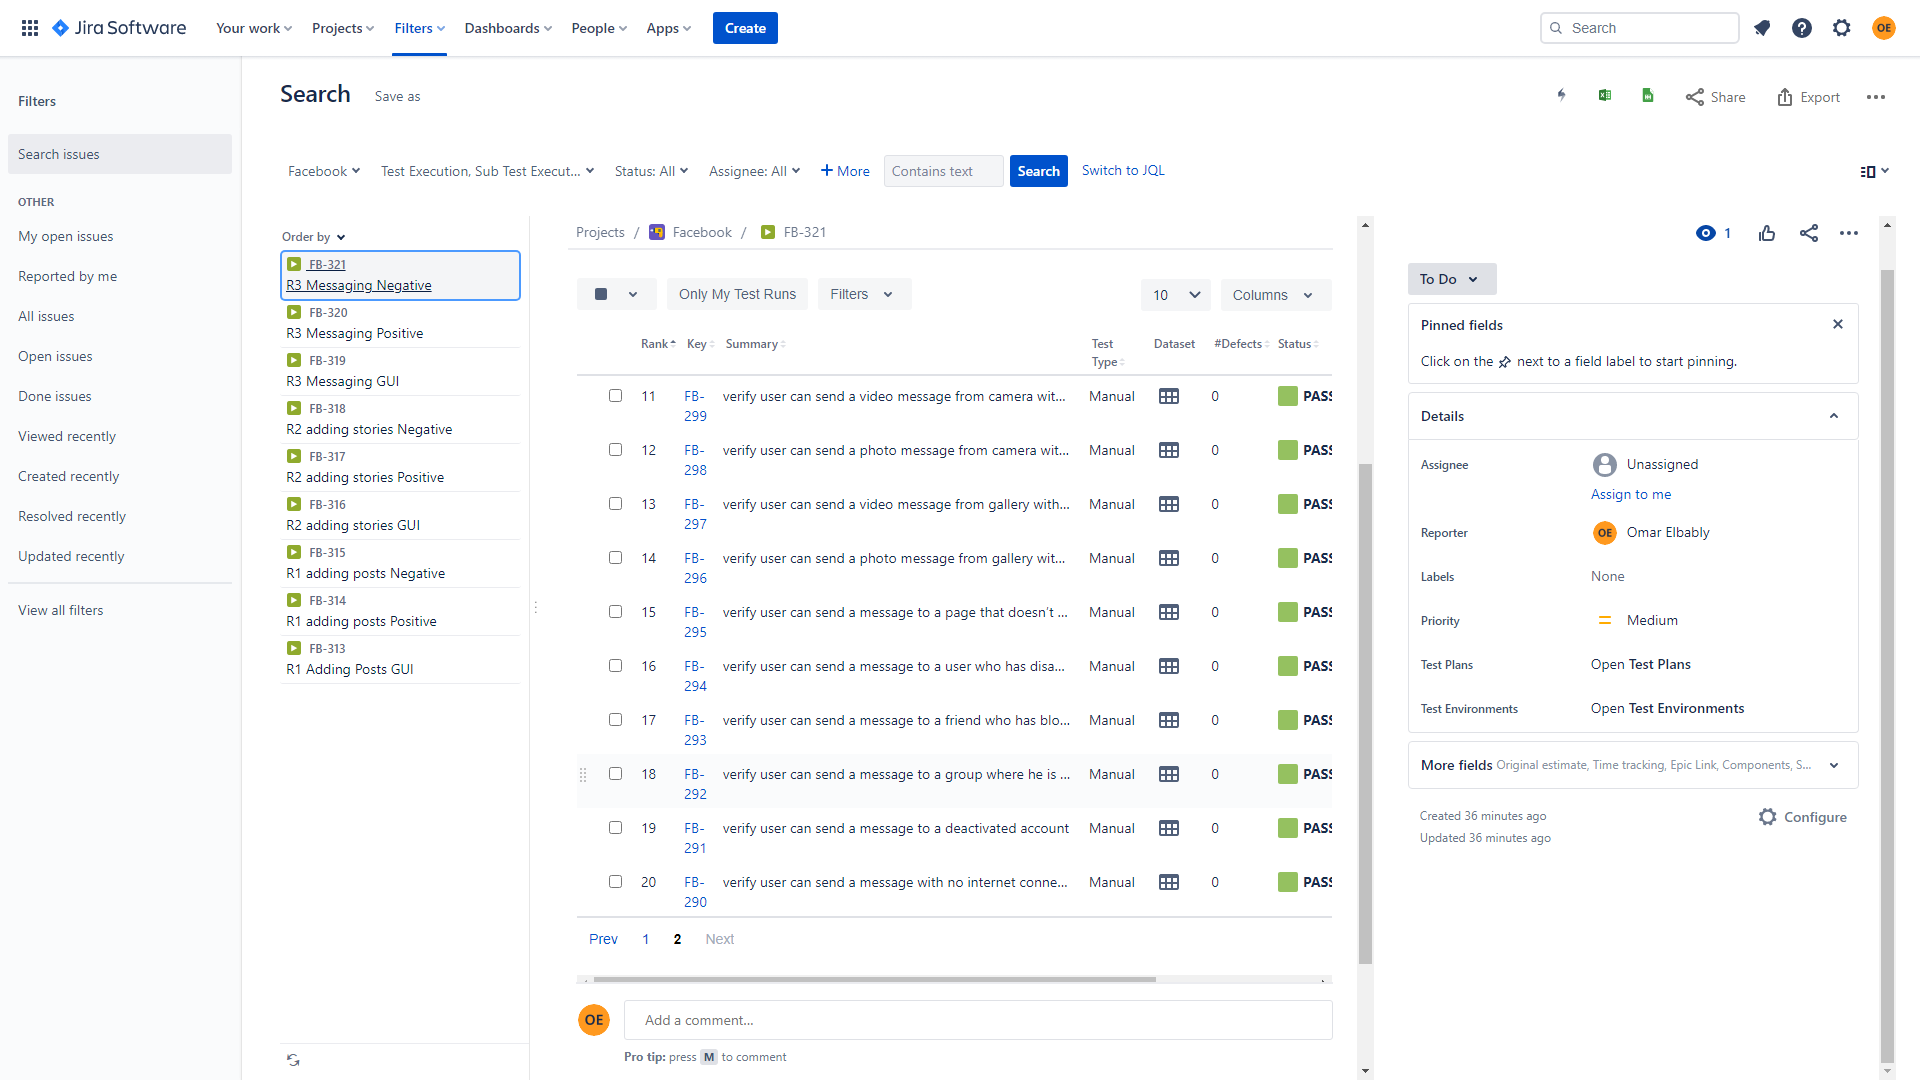 Jira Software
Your work
Projects
Filters
Dashboards
People
Apps
Create
Search
OE
Filters
Search issues
OTHER
My open issues
Reported by me
All issues
Open issues
Done issues
Viewed recently
Created recently
Resolved recently
Updated recently
View all filters
Search
Save as
Share
Export
Facebook
Test Execution, Sub Test Execut...
Status: All
Assignee: All
More
Contains text
Search
Switch to JQL
Order by
FB-321
R3 Messaging Negative
FB-320
R3 Messaging Positive
FB-319
R3 Messaging GUI
FB-318
R2 adding stories Negative
FB-317
R2 adding stories Positive
FB-316
R2 adding stories GUI
FB-315
R1 adding posts Negative
FB-314
R1 adding posts Positive
FB-313
R1 Adding Posts GUI
Projects / Facebook / FB-321
Only My Test Runs
Filters
10
Columns
Rank Key Summary Test Type Dataset #Defects Status
11 FB-299 verify user can send a video message from camera wit... Manual 0 PASS
12 FB-298 verify user can send a photo message from camera wit... Manual 0 PASS
13 FB-297 verify user can send a video message from gallery with... Manual 0 PASS
14 FB-296 verify user can send a photo message from gallery wit... Manual 0 PASS
15 FB-295 verify user can send a message to a page that doesn't ... Manual 0 PASS
16 FB-294 verify user can send a message to a user who has disa... Manual 0 PASS
17 FB-293 verify user can send a message to a friend who has blo... Manual 0 PASS
18 FB-292 verify user can send a message to a group where he is ... Manual 0 PASS
19 FB-291 verify user can send a message to a deactivated account Manual 0 PASS
20 FB-290 verify user can send a message with no internet conne... Manual 0 PASS
Prev 1 2 Next
OE
Add a comment...
Pro tip: press M to comment
1
To Do
Pinned fields
Click on the next to a field label to start pinning.
Details
Assignee
Unassigned
Assign to me
Reporter
OE
Omar Elbably
Labels
None
Priority
Medium
Test Plans
Open Test Plans
Test Environments
Open Test Environments
More fields Original estimate, Time tracking, Epic Link, Components, S...
Created 36 minutes ago
Updated 36 minutes ago
Configure